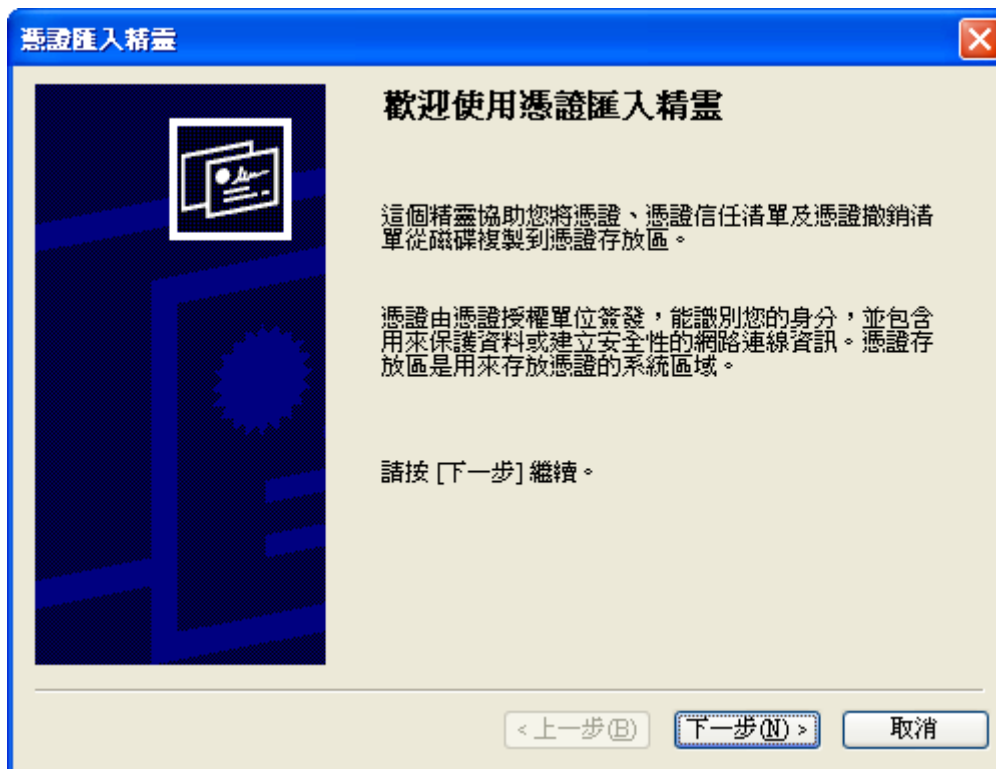 憑證匯入精靈
歡迎使用憑證匯入精靈
這個精靈協助您將憑證、憑證信任清單及憑證撤銷清
單從磁碟複製到憑證存放區。
憑證由憑證授權單位簽發，能識別您的身分，並包含
用來保護資料或建立安全性的網路連線資訊。憑證存
放區是用來存放憑證的系統區域。
請按 [下一步] 繼續。
< 上一步(B)
下一步(N) >
取消